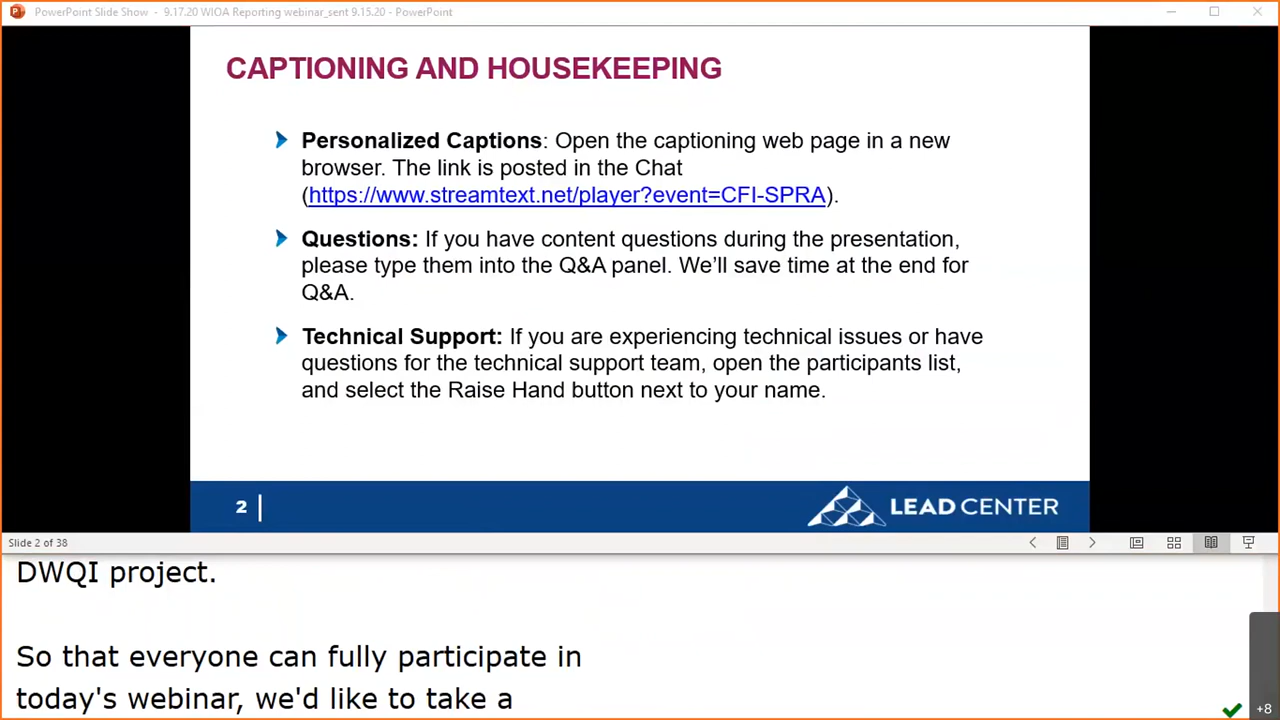 PowerPoint Slide Show - 9.17.20 WIOA Reporting webinar_sent 9.15.20 - PowerPoint
CAPTIONING AND HOUSEKEEPING
Personalized Captions: Open the captioning web page in a new
browser. The link is posted in the Chat
(https://www.streamtext.net/player?event=CFI-SPRA).
Questions: If you have content questions during the presentation,
please type them into the Q&A panel. We’ll save time at the end for
Q&A.
Technical Support: If you are experiencing technical issues or have
questions for the technical support team, open the participants list,
and select the Raise Hand button next to your name.
2
LEAD CENTER
Slide 2 of 38
DWQI project.
So that everyone can fully participate in
today's webinar, we'd like to take a
+8